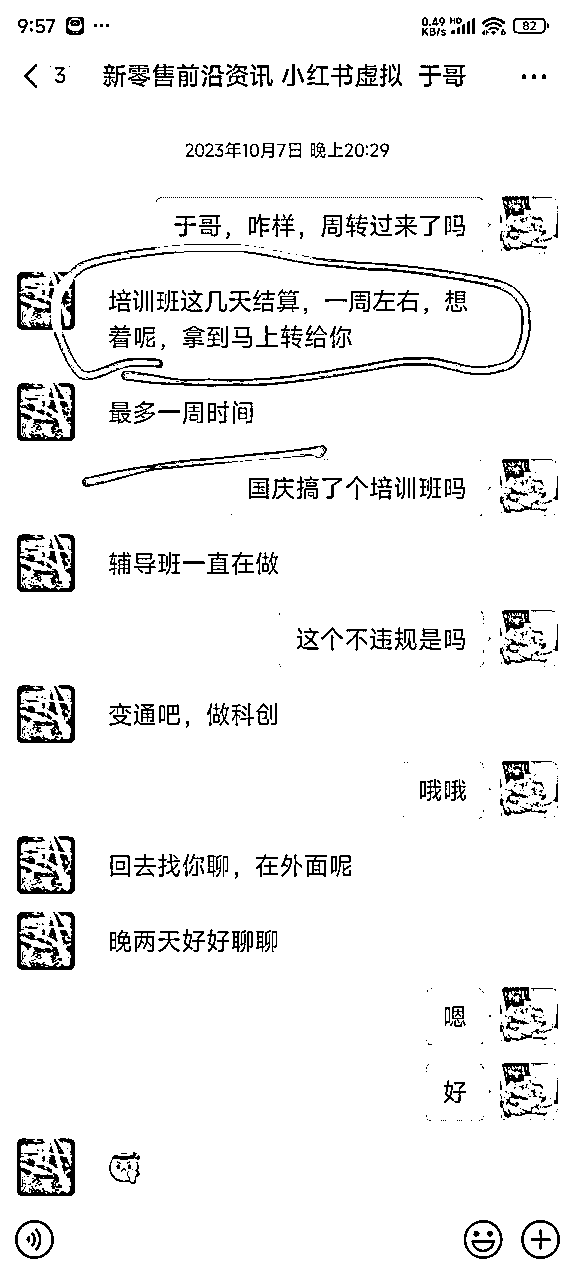 9:57 ... 0.49 KB/s HD 82
3 新零售前沿资讯 小红书虚拟 于哥 ...
2023年10月7日 晚上20:29
于哥，咋样，周转过来了吗
培训班这几天结算，一周左右，想
着呢，拿到马上转给你
最多一周时间
国庆搞了个培训班吗
辅导班一直在做
这个不违规是吗
变通吧，做科创
哦哦
回去找你聊，在外面呢
晚两天好好聊聊
嗯
好